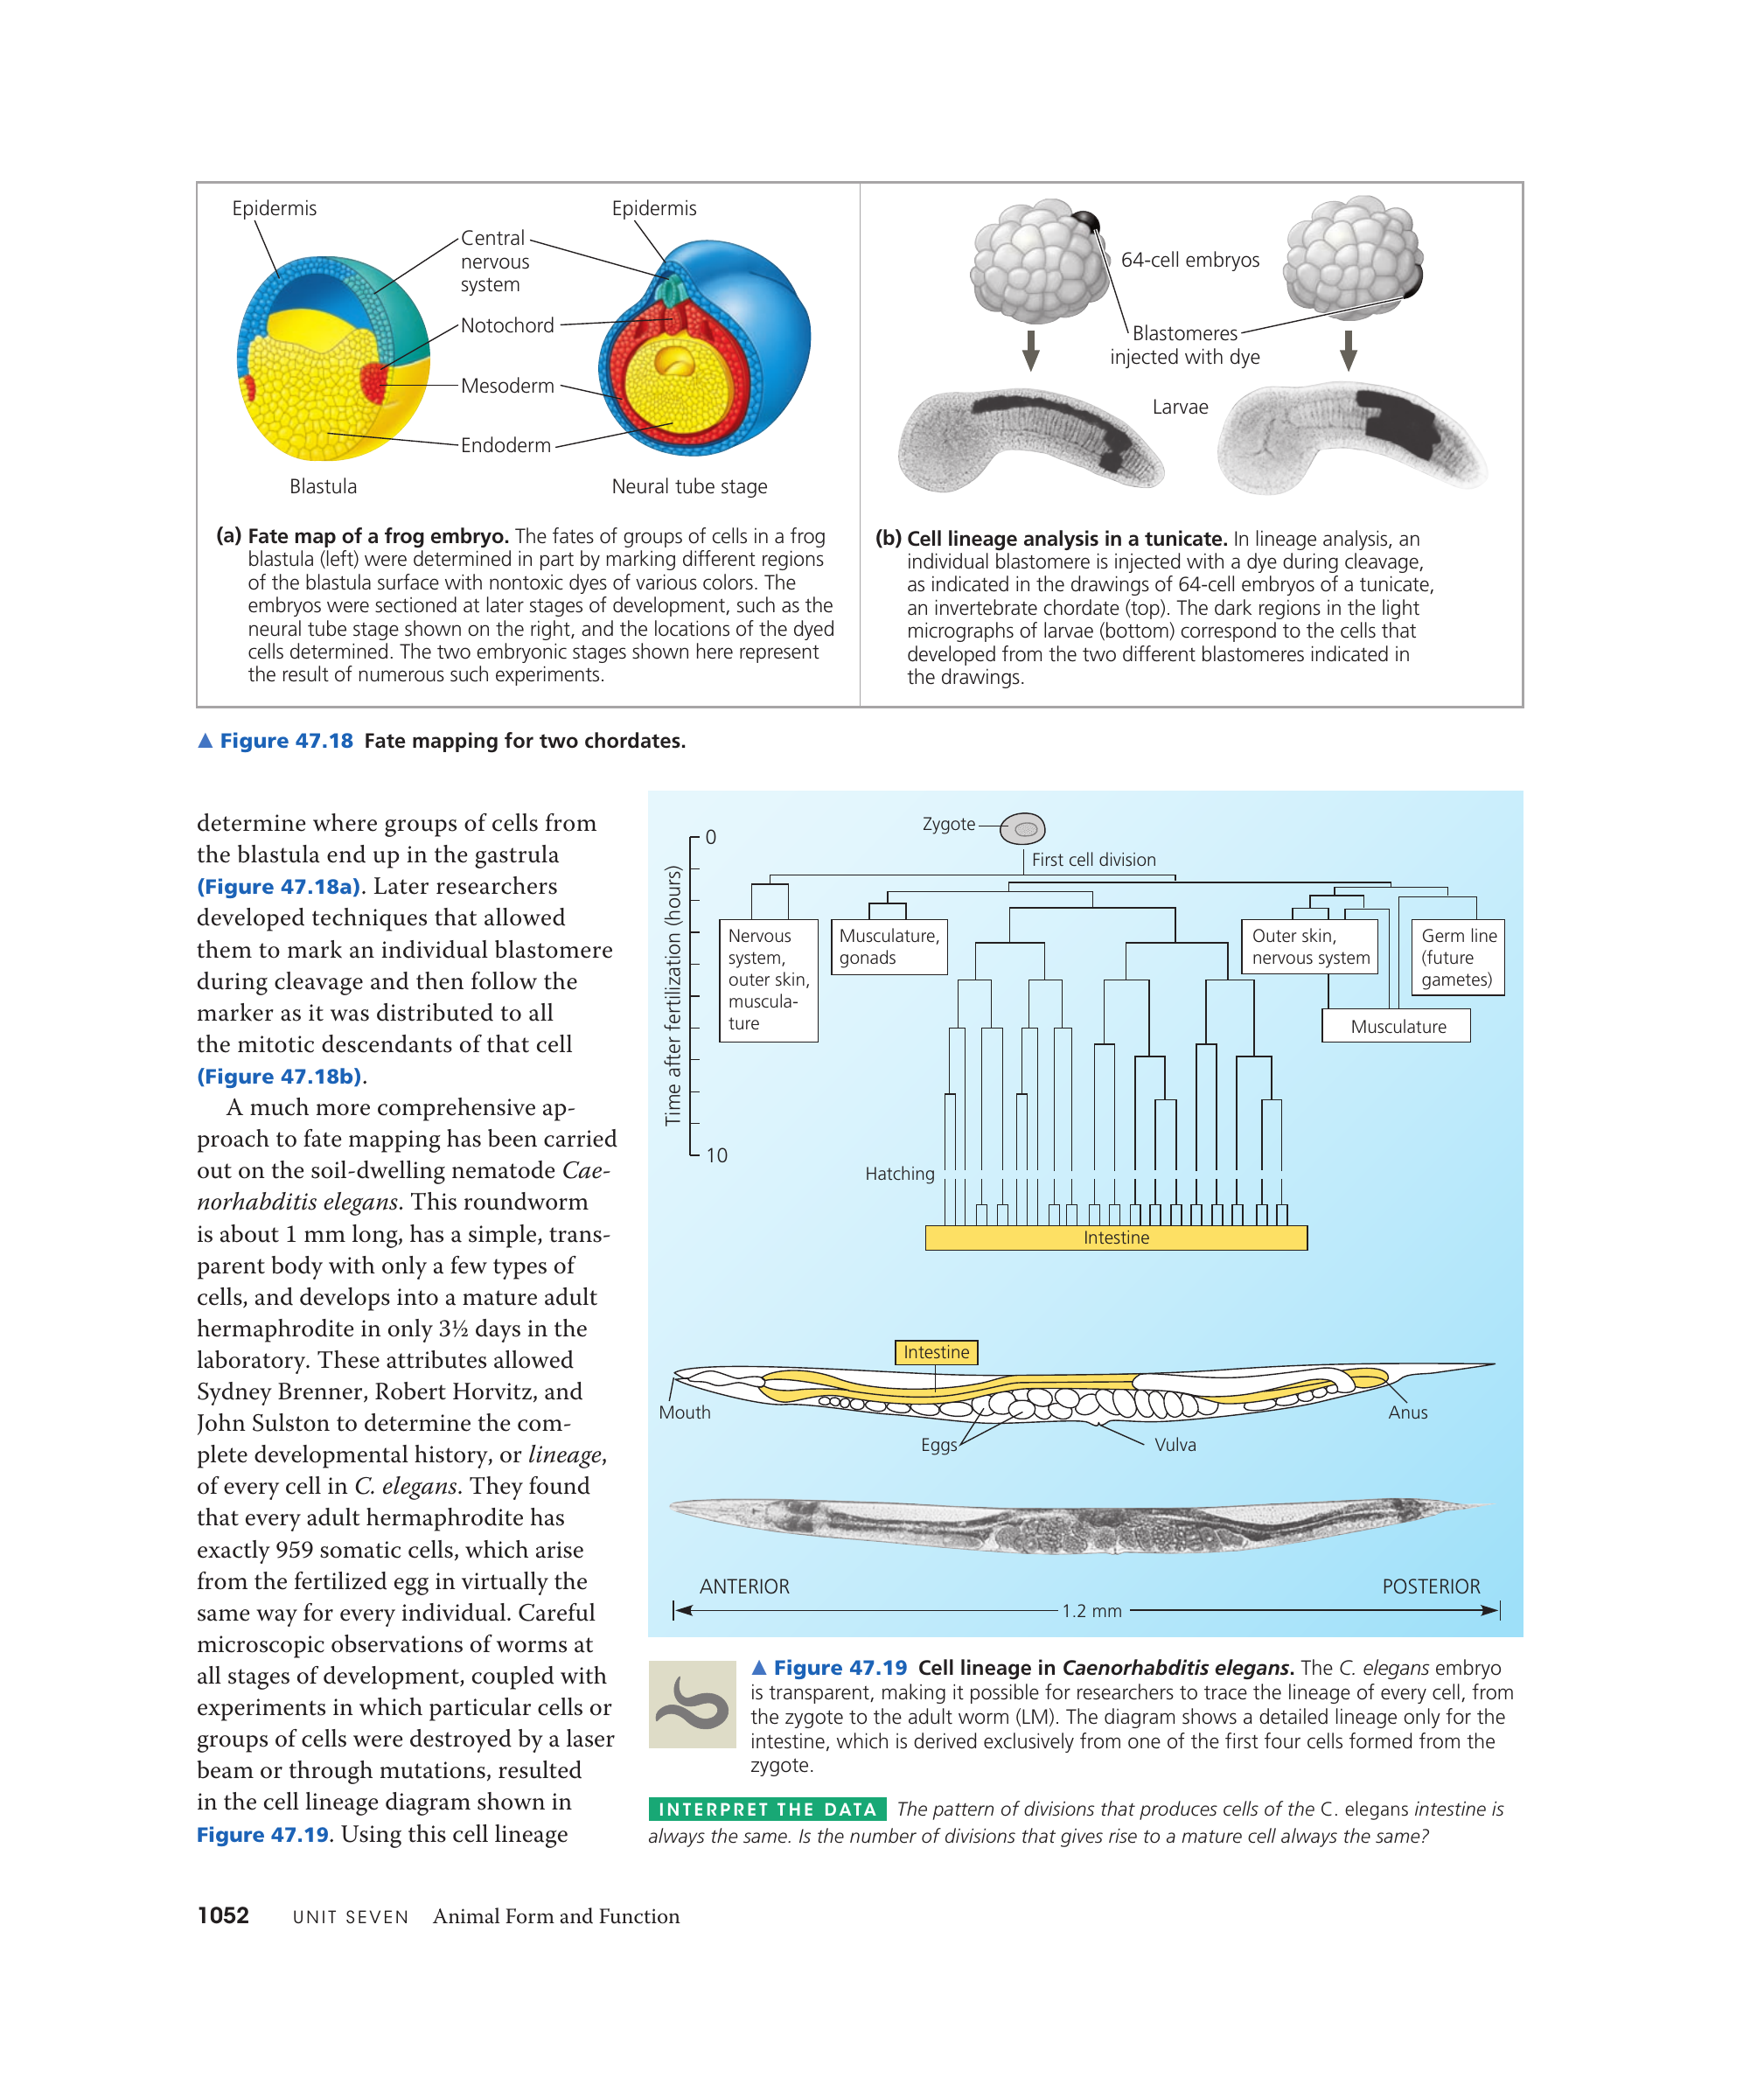 Epidermis
Epidermis
Central
nervous
system
Notochord
Mesoderm
Endoderm
Blastula
Neural tube stage
(a) Fate map of a frog embryo. The fates of groups of cells in a frog
blastula (left) were determined in part by marking different regions
of the blastula surface with nontoxic dyes of various colors. The
embryos were sectioned at later stages of development, such as the
neural tube stage shown on the right, and the locations of the dyed
cells determined. The two embryonic stages shown here represent
the result of numerous such experiments.
64-cell embryos
Blastomeres
injected with dye
Larvae
(b) Cell lineage analysis in a tunicate. In lineage analysis, an
individual blastomere is injected with a dye during cleavage,
as indicated in the drawings of 64-cell embryos of a tunicate,
an invertebrate chordate (top). The dark regions in the light
micrographs of larvae (bottom) correspond to the cells that
developed from the two different blastomeres indicated in
the drawings.
▲ Figure 47.18 Fate mapping for two chordates.
determine where groups of cells from
the blastula end up in the gastrula
(Figure 47.18a). Later researchers
developed techniques that allowed
them to mark an individual blastomere
during cleavage and then follow the
marker as it was distributed to all
the mitotic descendants of that cell
(Figure 47.18b).
A much more comprehensive ap-
proach to fate mapping has been carried
out on the soil-dwelling nematode Cae-
norhabditis elegans. This roundworm
is about 1 mm long, has a simple, trans-
parent body with only a few types of
cells, and develops into a mature adult
hermaphrodite in only 3½ days in the
laboratory. These attributes allowed
Sydney Brenner, Robert Horvitz, and
John Sulston to determine the com-
plete developmental history, or lineage,
of every cell in C. elegans. They found
that every adult hermaphrodite has
exactly 959 somatic cells, which arise
from the fertilized egg in virtually the
same way for every individual. Careful
microscopic observations of worms at
all stages of development, coupled with
experiments in which particular cells or
groups of cells were destroyed by a laser
beam or through mutations, resulted
in the cell lineage diagram shown in
Figure 47.19. Using this cell lineage
Zygote
0
First cell division
Time after fertilization (hours)
Nervous
system,
outer skin,
muscula-
ture
Musculature,
gonads
Outer skin,
nervous system
Germ line
(future
gametes)
Musculature
10
Hatching
Intestine
Intestine
Mouth
Anus
Eggs
Vulva
ANTERIOR
POSTERIOR
1.2 mm
▲ Figure 47.19 Cell lineage in Caenorhabditis elegans. The C. elegans embryo
is transparent, making it possible for researchers to trace the lineage of every cell, from
the zygote to the adult worm (LM). The diagram shows a detailed lineage only for the
intestine, which is derived exclusively from one of the first four cells formed from the
zygote.
INTERPRET THE DATA The pattern of divisions that produces cells of the C. elegans intestine is
always the same. Is the number of divisions that gives rise to a mature cell always the same?
1052 UNIT SEVEN Animal Form and Function